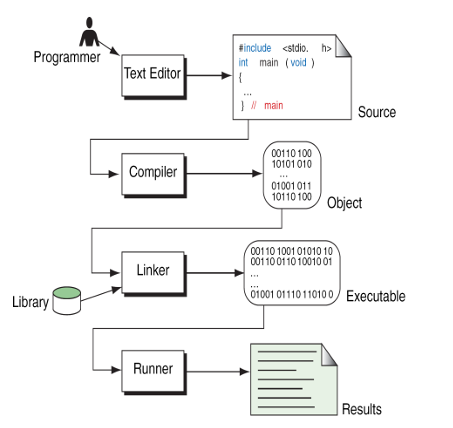 Programmer
Text Editor
#include <stdio. h>
int main ( void )
{
...
} // main
Source
Compiler
00110 100
10101 010
...
01001 011
10110 100
Object
Linker
Library
00110 1001 01010 10
00110 0110 10010 01
...
...
01001 01110 11010 0
Executable
Runner
Results